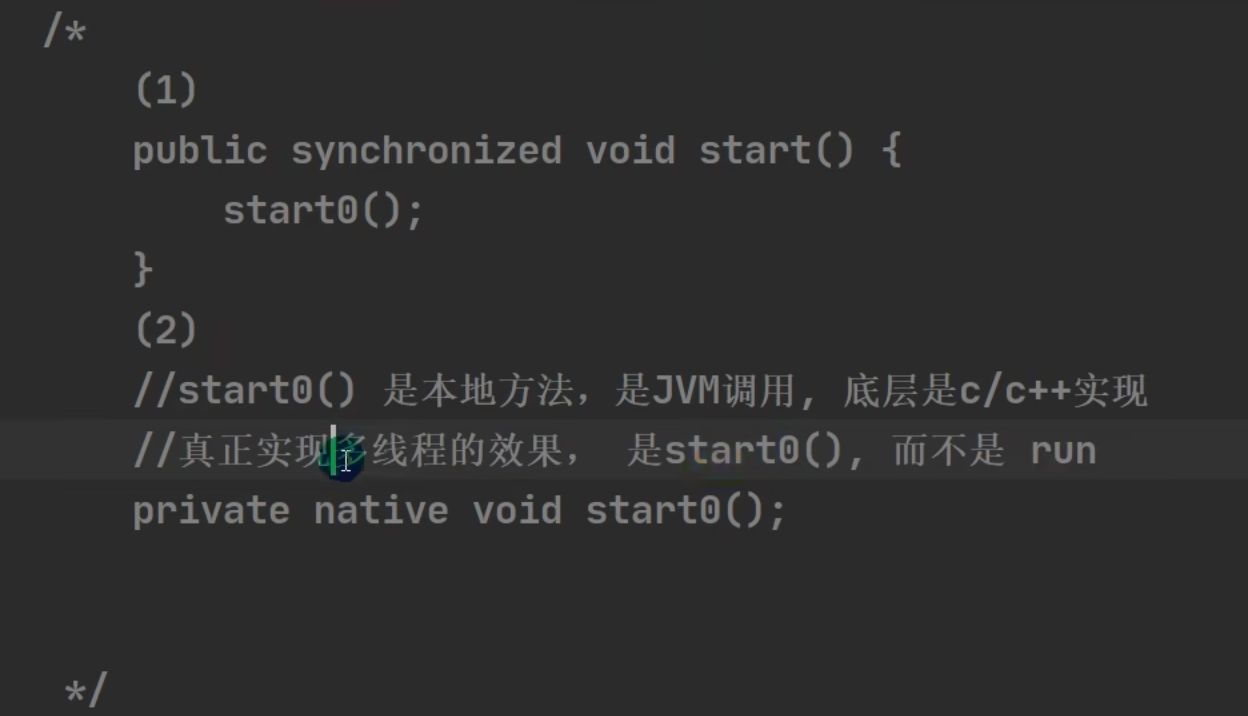 /*
(1)
public synchronized void start() {
start0();
}
(2)
//start0() 是本地方法，是JVM调用, 底层是c/c++实现
//真正实现多线程的效果， 是start0(), 而不是 run
private native void start0();
*/